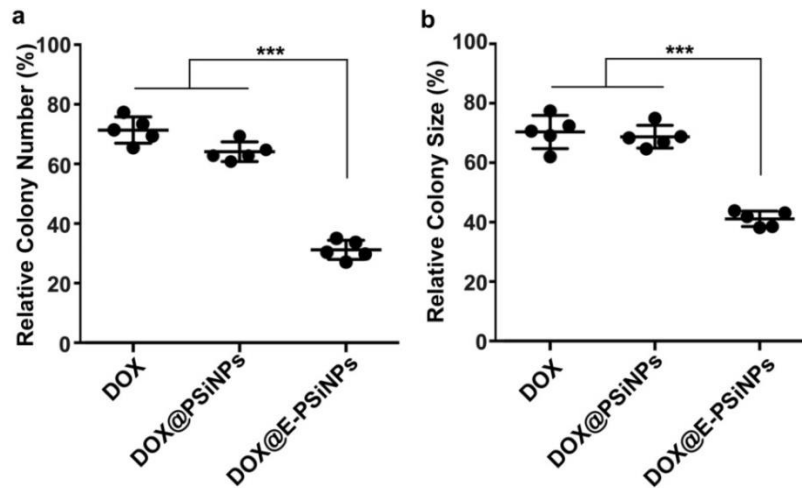 a
Relative Colony Number (%)
100
80
60
40
20
0
***
DOX
DOX@PSiNPs
DOX@E-PSiNPs
b
Relative Colony Size (%)
100
80
60
40
20
0
***
DOX
DOX@PSiNPs
DOX@E-PSiNPs